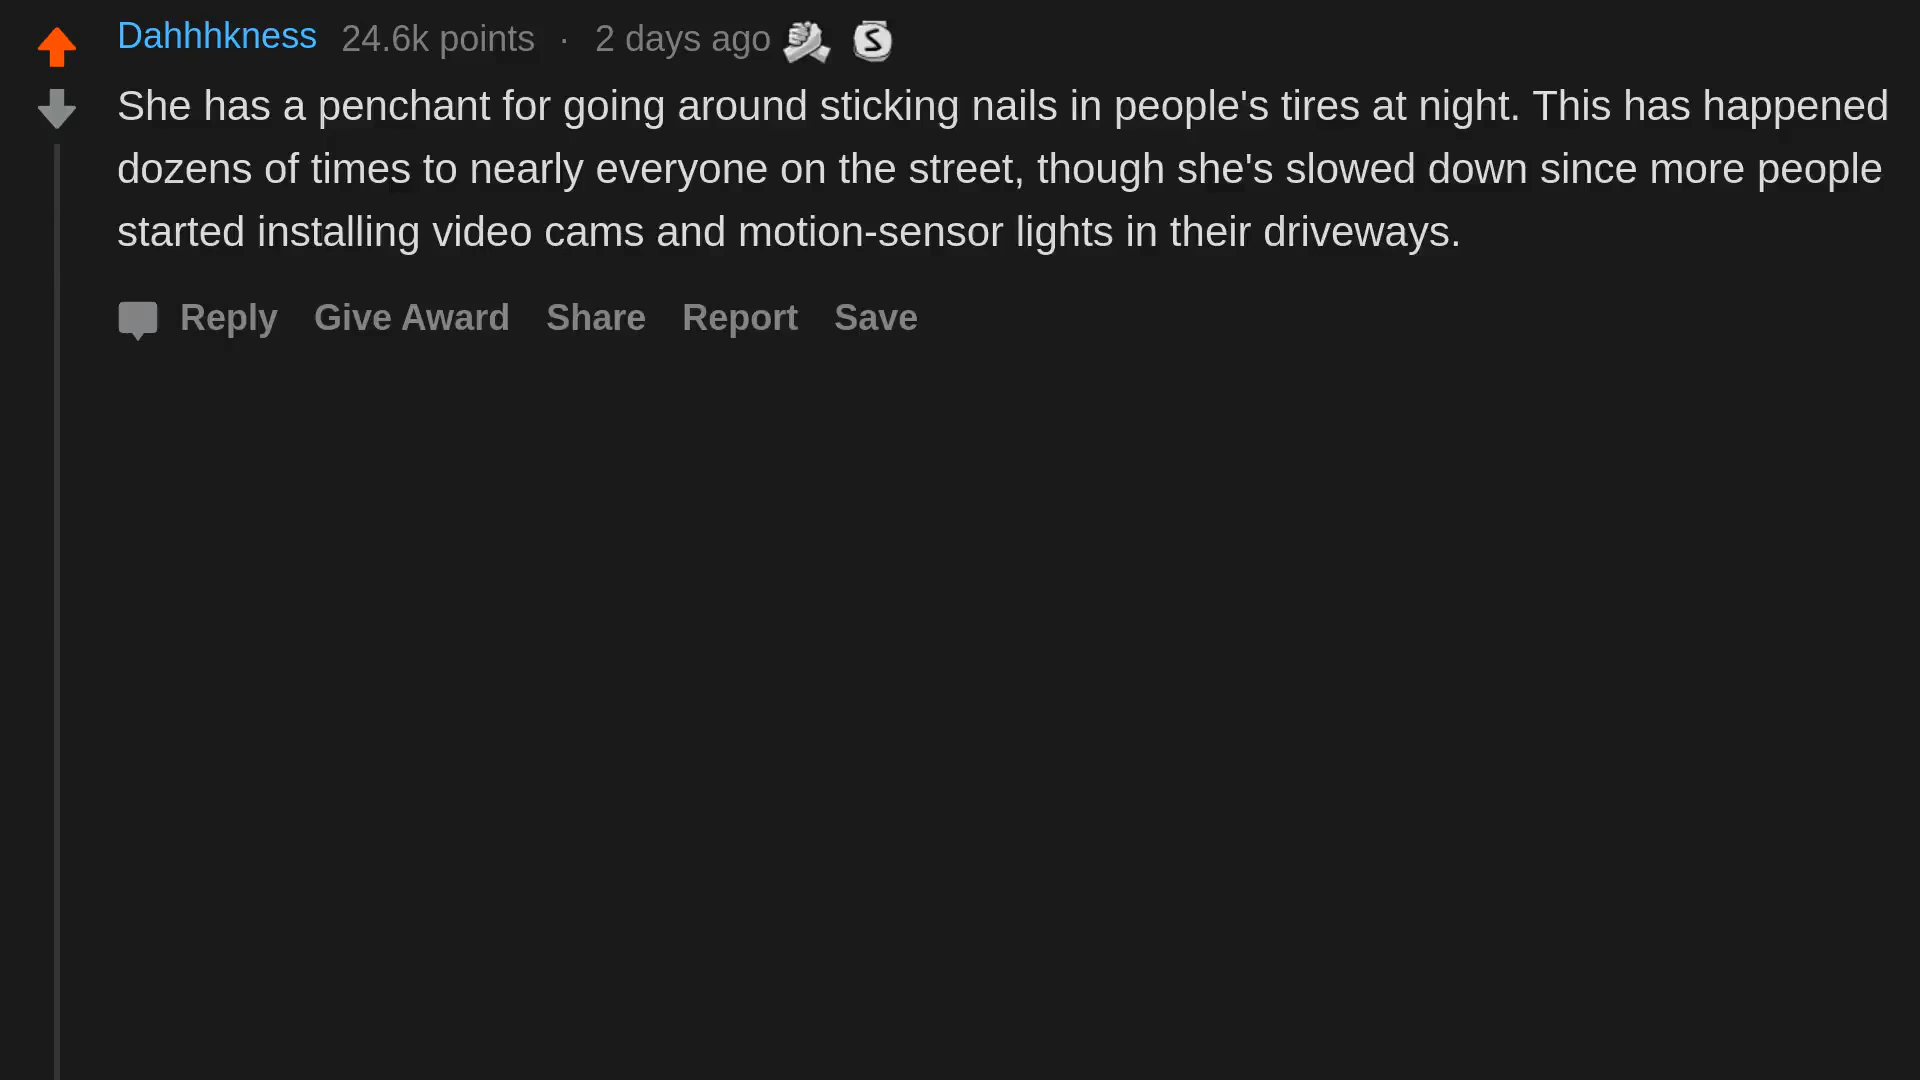 Dahhhkness 24.6k points · 2 days ago
She has a penchant for going around sticking nails in people's tires at night. This has happened
dozens of times to nearly everyone on the street, though she's slowed down since more people
started installing video cams and motion-sensor lights in their driveways.
Reply Give Award Share Report Save